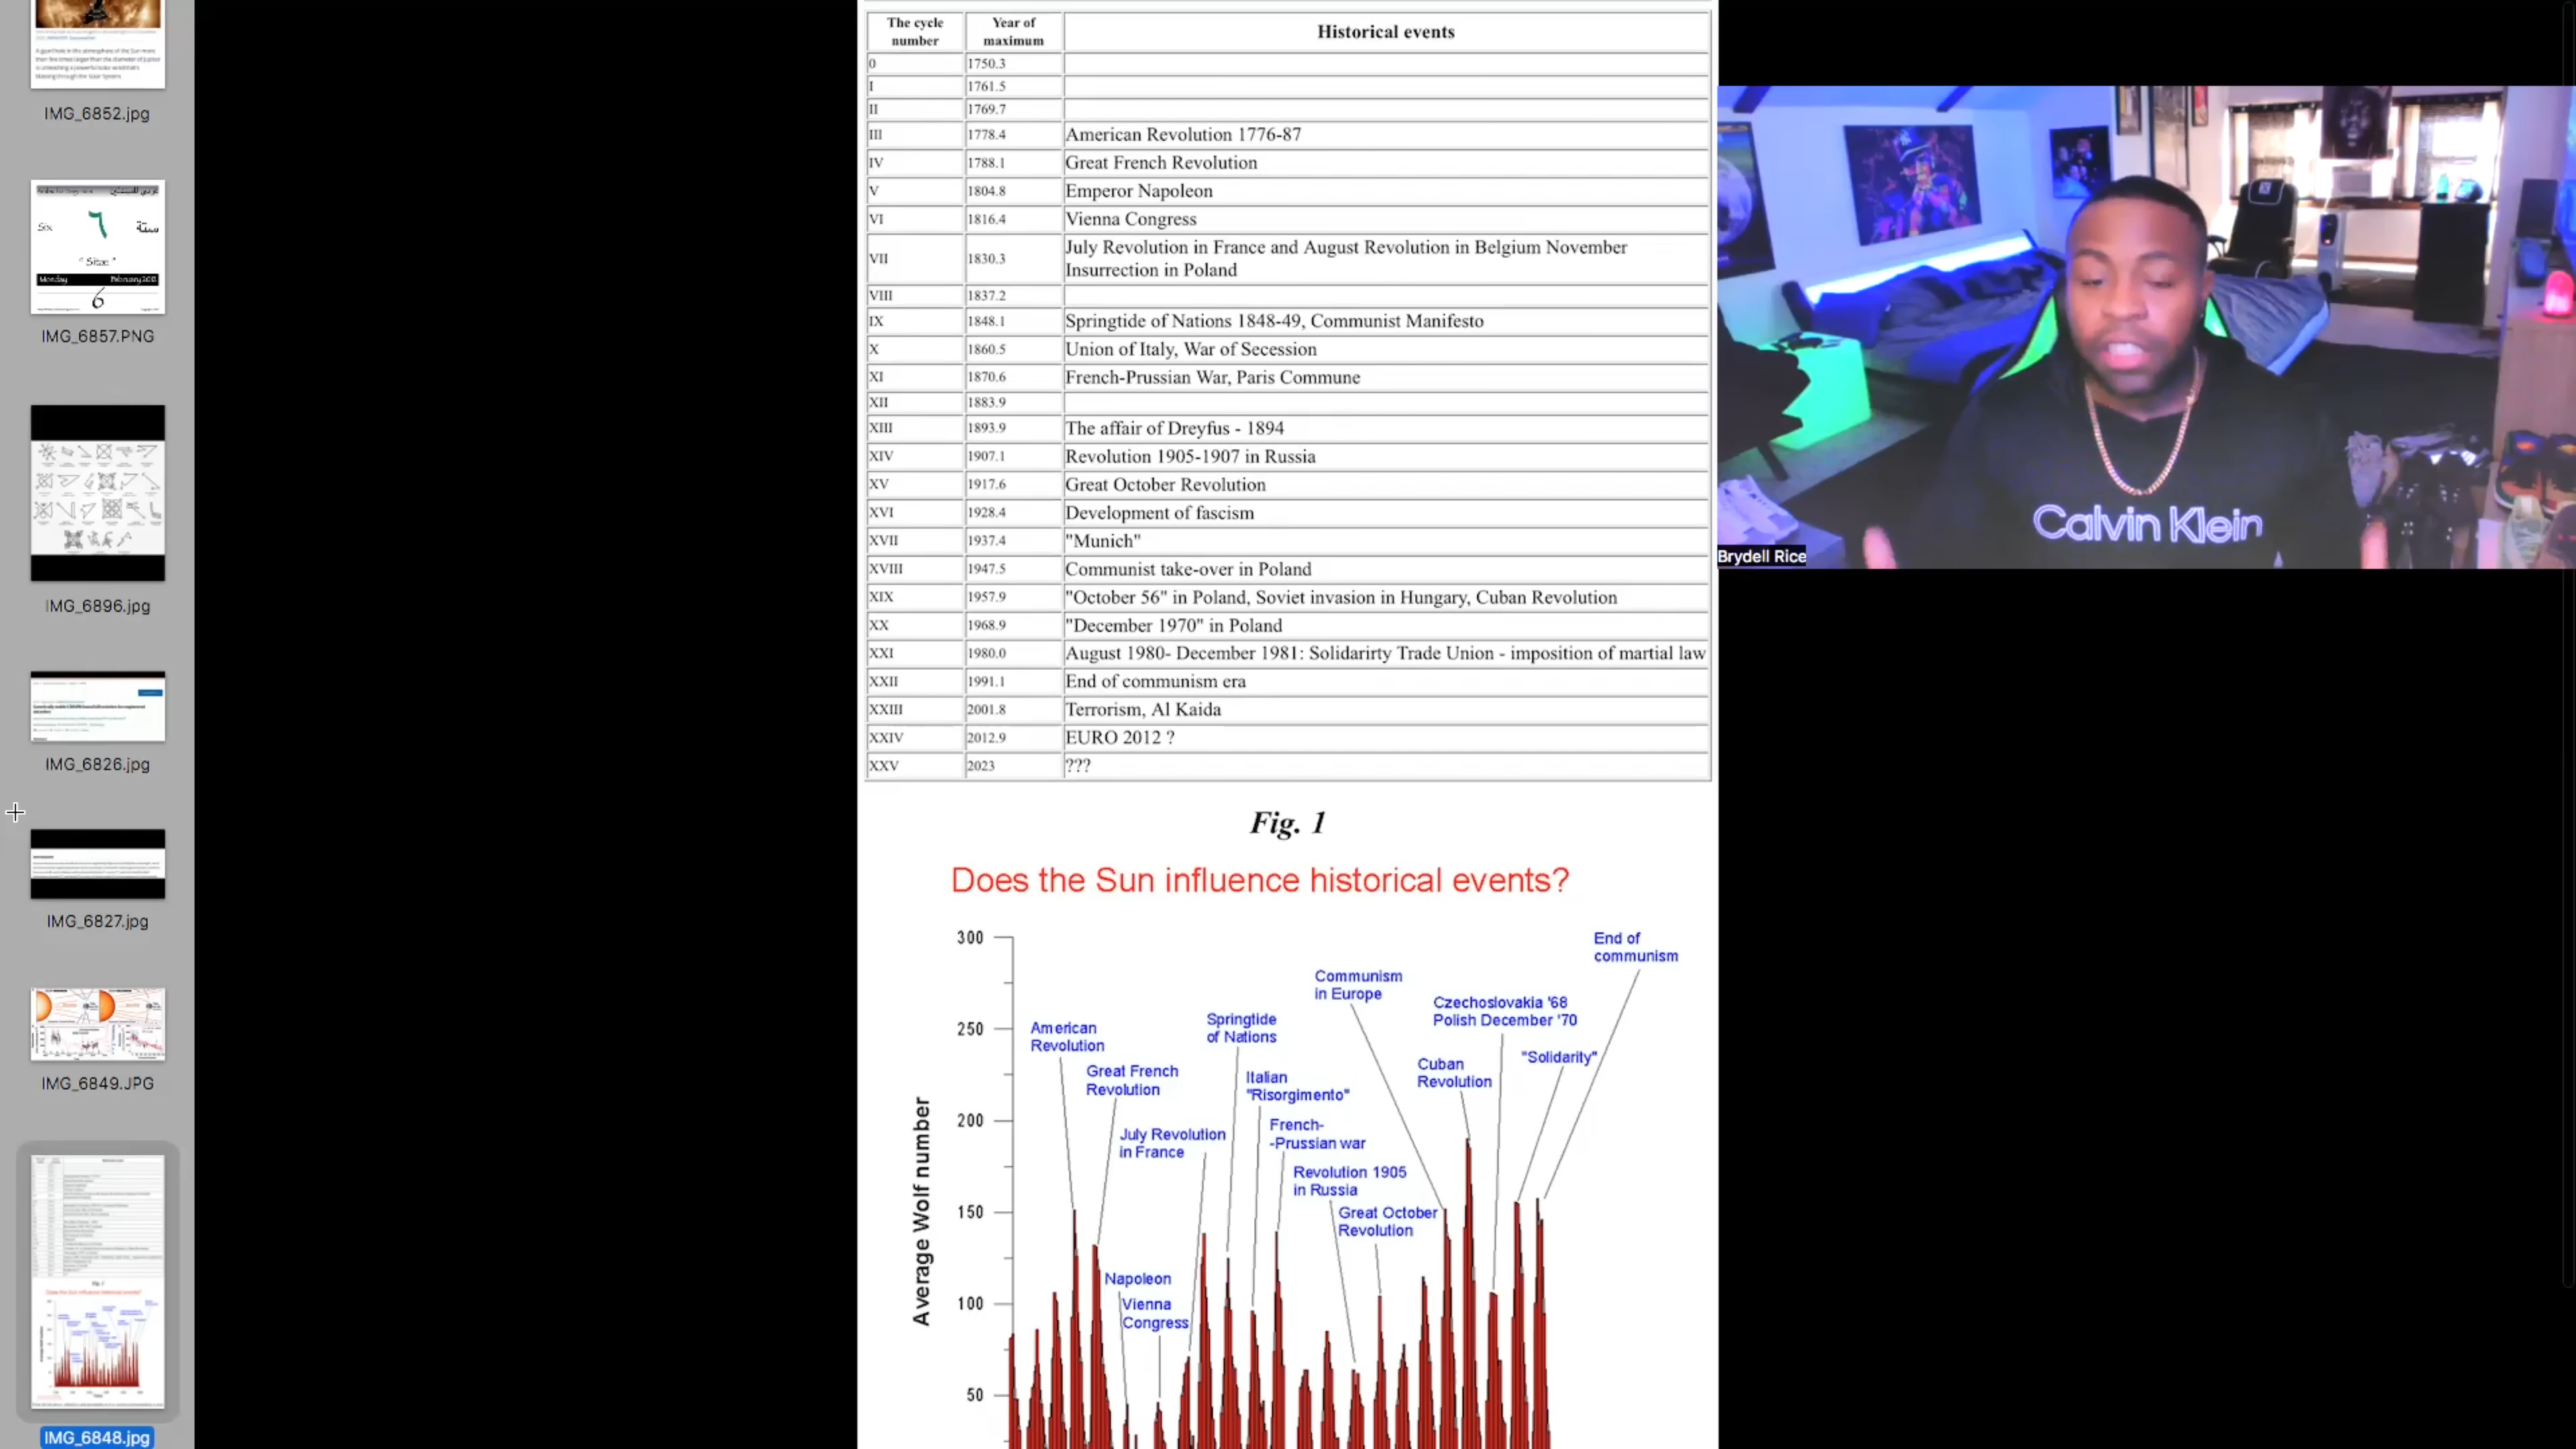 IMG_6852.jpg
Six
٦
ستة
" Sitze "
Monday February 2012
6
IMG_6857.PNG
IMG_6896.jpg
IMG_6826.jpg
IMG_6827.jpg
IMG_6849.JPG
IMG_6848.jpg
The cycle number Year of maximum Historical events
0 1750.3
I 1761.5
II 1769.7
III 1778.4 American Revolution 1776-87
IV 1788.1 Great French Revolution
V 1804.8 Emperor Napoleon
VI 1816.4 Vienna Congress
VII 1830.3 July Revolution in France and August Revolution in Belgium November
Insurrection in Poland
VIII 1837.2
IX 1848.1 Springtide of Nations 1848-49, Communist Manifesto
X 1860.5 Union of Italy, War of Secession
XI 1870.6 French-Prussian War, Paris Commune
XII 1883.9
XIII 1893.9 The affair of Dreyfus - 1894
XIV 1907.1 Revolution 1905-1907 in Russia
XV 1917.6 Great October Revolution
XVI 1928.4 Development of fascism
XVII 1937.4 "Munich"
XVIII 1947.5 Communist take-over in Poland
XIX 1957.9 "October 56" in Poland, Soviet invasion in Hungary, Cuban Revolution
XX 1968.9 "December 1970" in Poland
XXI 1980.0 August 1980- December 1981: Solidarirty Trade Union - imposition of martial law
XXII 1991.1 End of communism era
XXIII 2001.8 Terrorism, Al Kaida
XXIV 2012.9 EURO 2012 ?
XXV 2023 ???
Fig. 1
Does the Sun influence historical events?
Average Wolf number
300
250
200
150
100
50
American
Revolution
Great French
Revolution
July Revolution
in France
Napoleon
Vienna
Congress
Springtide
of Nations
Italian
"Risorgimento"
French-
-Prussian war
Revolution 1905
in Russia
Great October
Revolution
Communism
in Europe
Cuban
Revolution
Czechoslovakia '68
Polish December '70
"Solidarity"
End of
communism
Calvin Klein
Brydell Rice